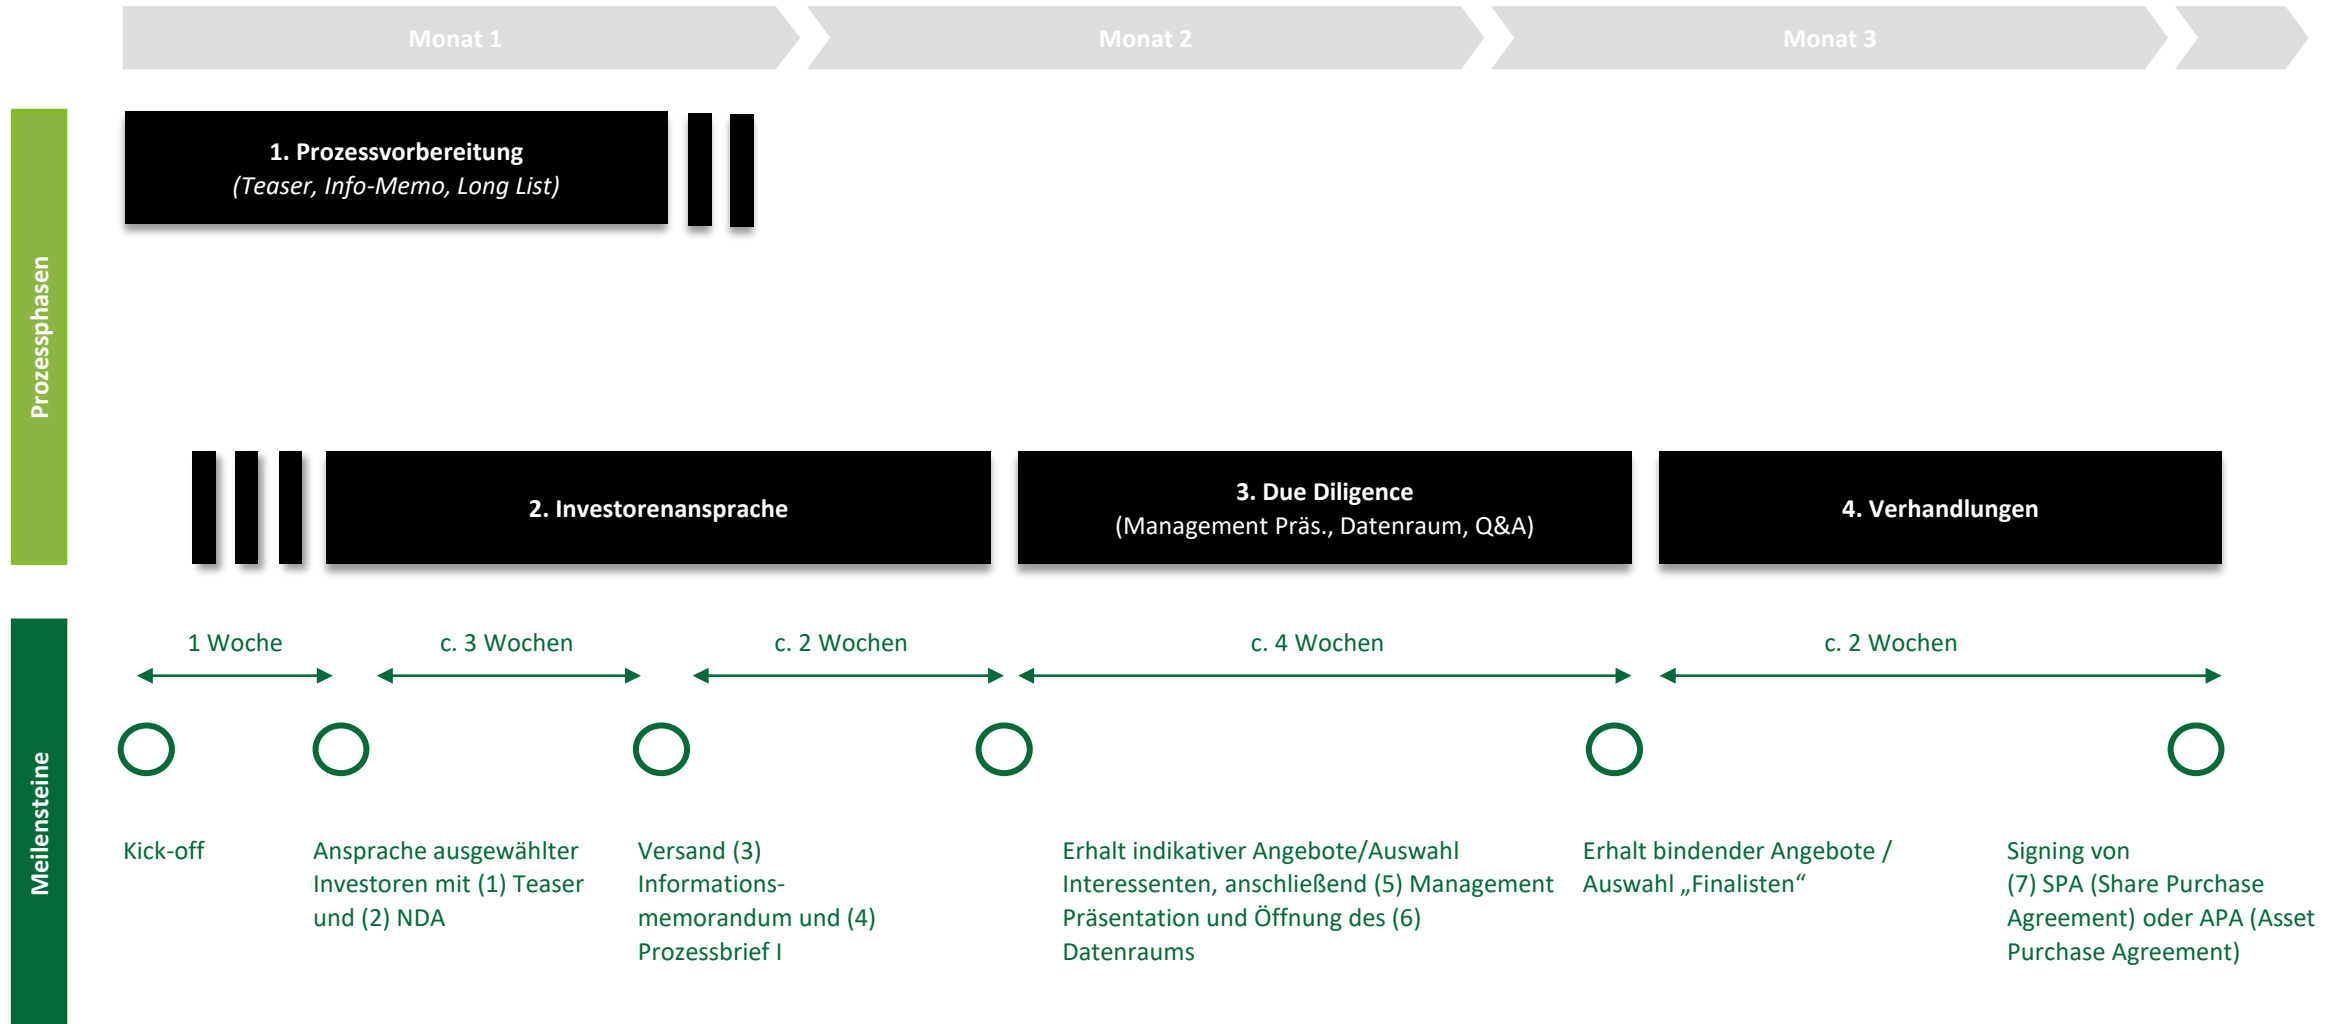 Monat 1
Monat 2
Monat 3
Prozessphasen
1. Prozessvorbereitung
(Teaser, Info-Memo, Long List)
2. Investorenansprache
3. Due Diligence
(Management Präs., Datenraum, Q&A)
4. Verhandlungen
Meilensteine
1 Woche
c. 3 Wochen
c. 2 Wochen
c. 4 Wochen
c. 2 Wochen
Kick-off
Ansprache ausgewählter
Investoren mit (1) Teaser
und (2) NDA
Versand (3)
Informations-
memorandum und (4)
Prozessbrief I
Erhalt indikativer Angebote/Auswahl
Interessenten, anschließend (5) Management
Präsentation und Öffnung des (6)
Datenraums
Erhalt bindender Angebote /
Auswahl „Finalisten“
Signing von
(7) SPA (Share Purchase
Agreement) oder APA (Asset
Purchase Agreement)